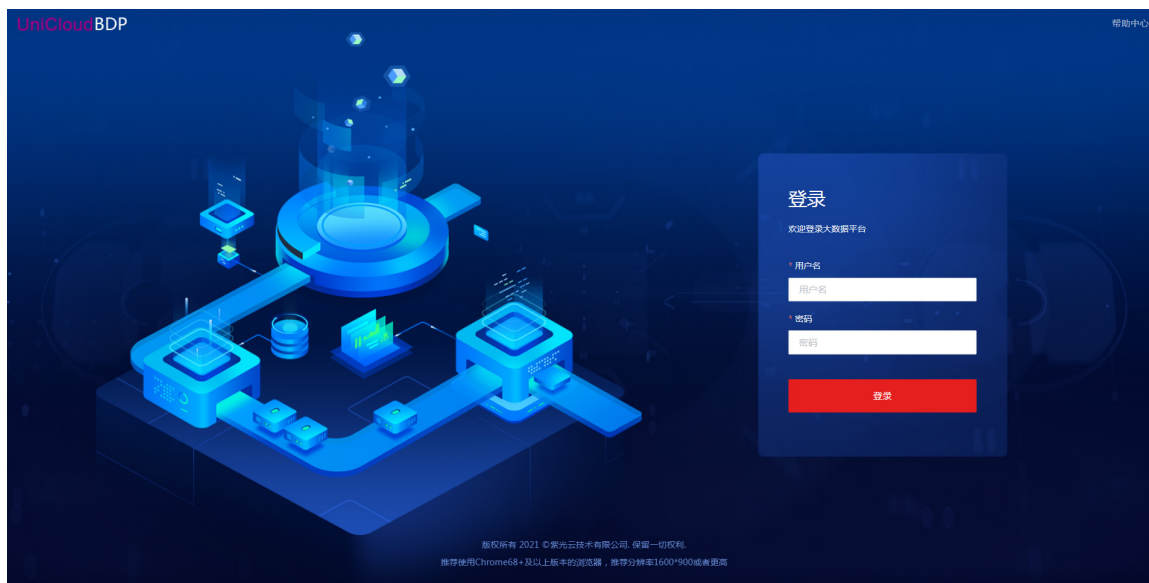 UniCloudBDP
帮助中心
登录
欢迎登录大数据平台
* 用户名
用户名
* 密码
密码
登录
版权所有 2021 ©紫光云技术有限公司. 保留一切权利.
推荐使用Chrome68+及以上版本的浏览器，推荐分辨率1600*900或者更高